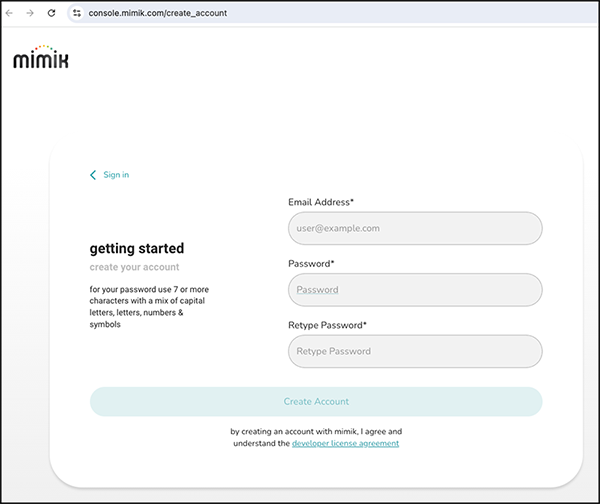 console.mimik.com/create_account
mimik
Sign in
Email Address*
user@example.com
getting started
create your account
for your password use 7 or more
characters with a mix of capital
letters, letters, numbers &
symbols
Password*
Password
Retype Password*
Retype Password
Create Account
by creating an account with mimik, I agree and
understand the developer license agreement